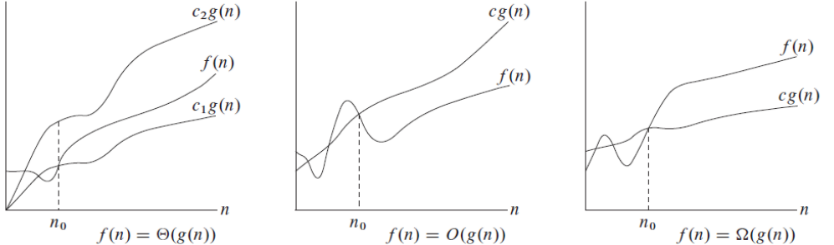 c₂g(n)
f(n)
c₁g(n)
n
n₀
f(n) = Θ(g(n))
cg(n)
f(n)
n
n₀
f(n) = O(g(n))
f(n)
cg(n)
n
n₀
f(n) = Ω(g(n))